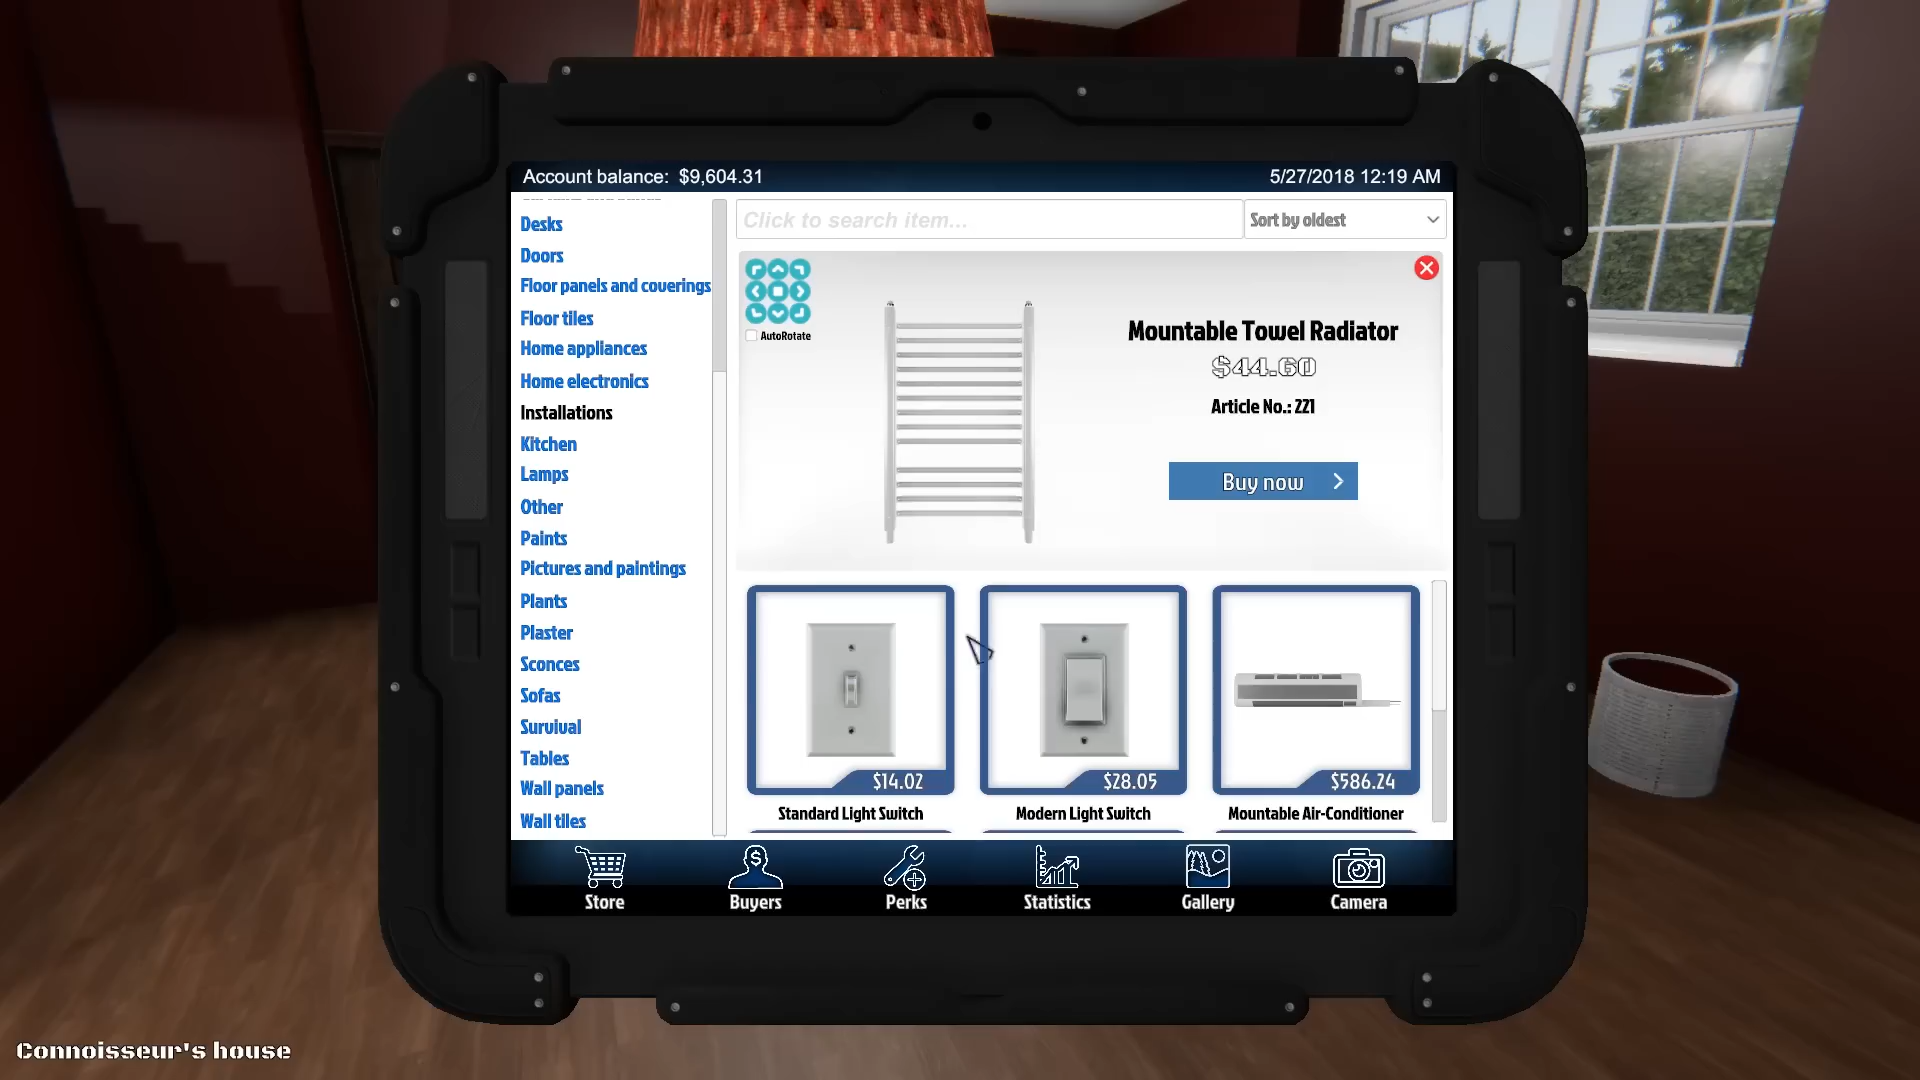 Account balance:  $9,604.31
5/27/2018 12:19 AM
Desks
Doors
Floor panels and coverings
Floor tiles
Home appliances
Home electronics
Installations
Kitchen
Lamps
Other
Paints
Pictures and paintings
Plants
Plaster
Sconces
Sofas
Survival
Tables
Wall panels
Wall tiles
Click to search item...
Sort by oldest
AutoRotate
Mountable Towel Radiator
$44.60
Article No.: 221
Buy now
$14.02
Standard Light Switch
$28.05
Modern Light Switch
$586.24
Mountable Air-Conditioner
Store
Buyers
Perks
Statistics
Gallery
Camera
Connoisseur's house